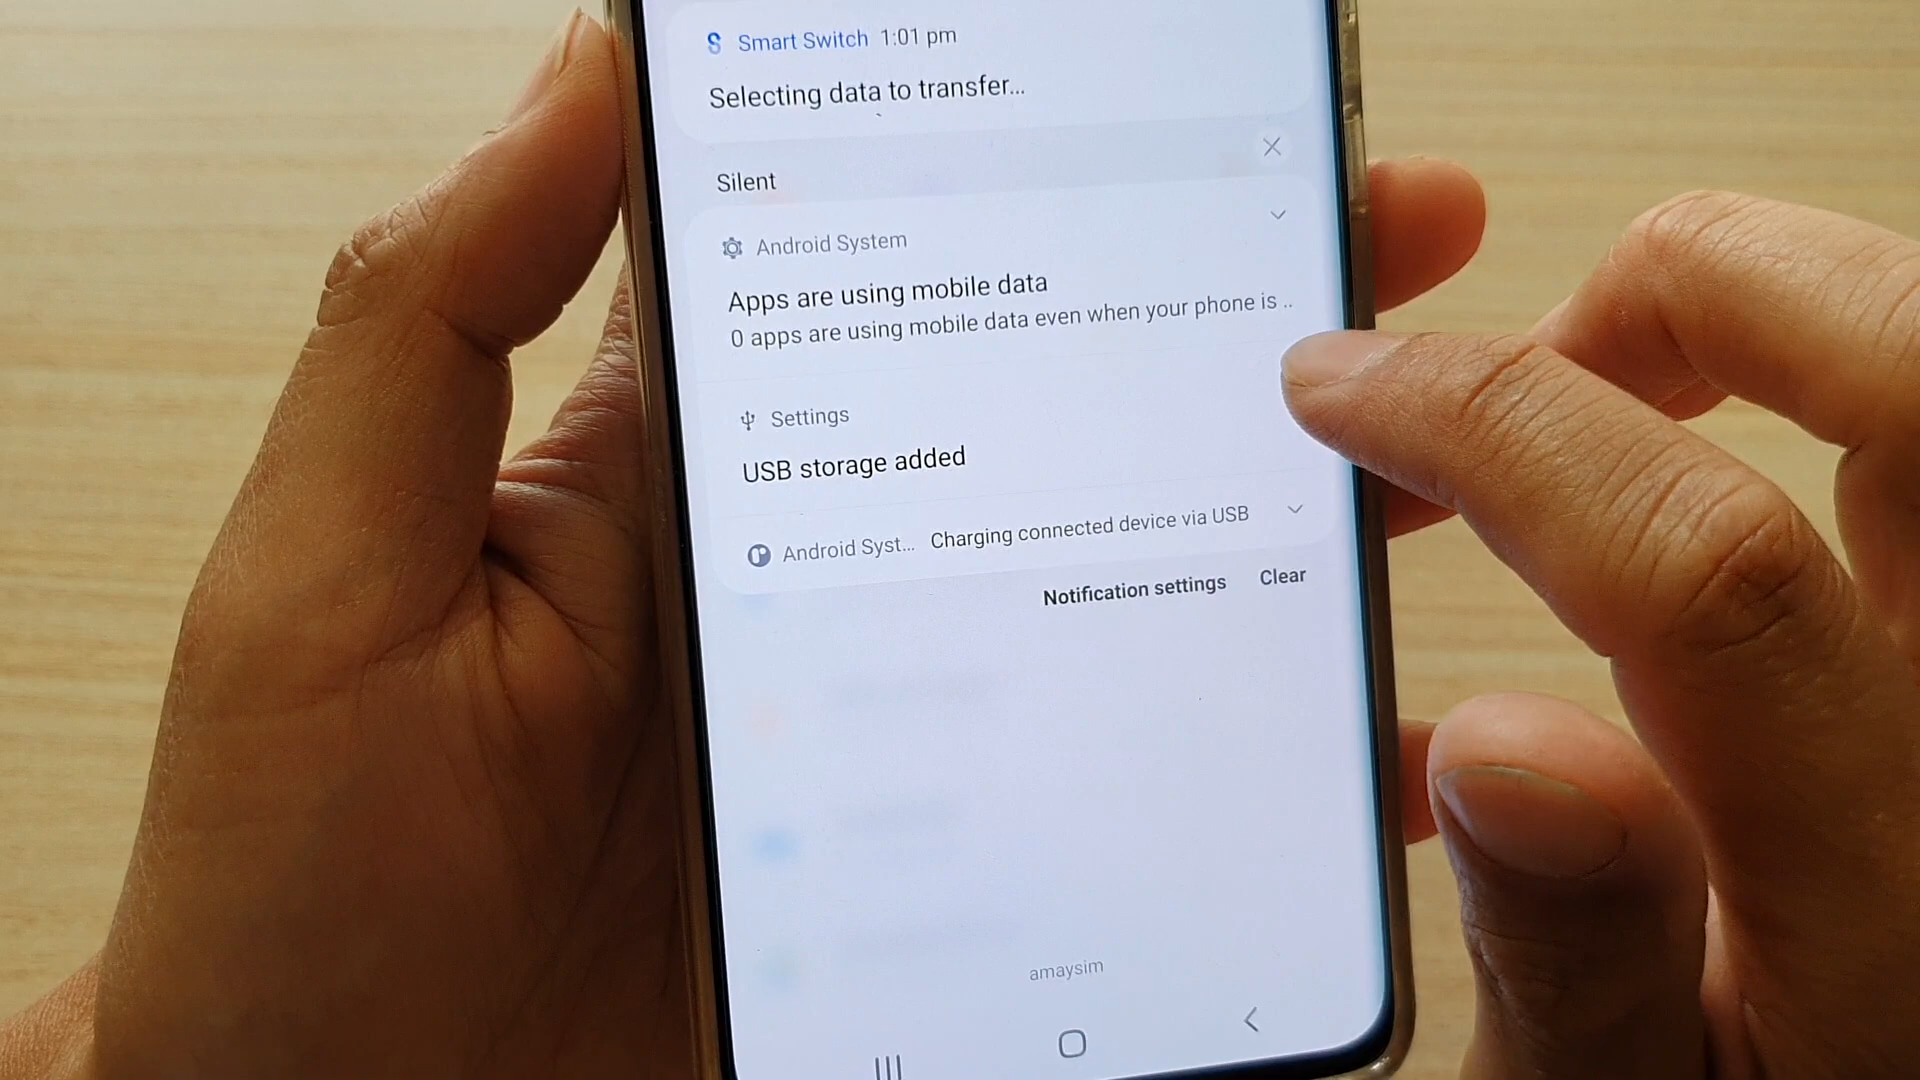 Smart Switch 1:01 pm
Selecting data to transfer...
Silent
Android System
Apps are using mobile data
0 apps are using mobile data even when your phone is ..
Settings
USB storage added
Android Syst... Charging connected device via USB
Notification settings Clear
amaysim